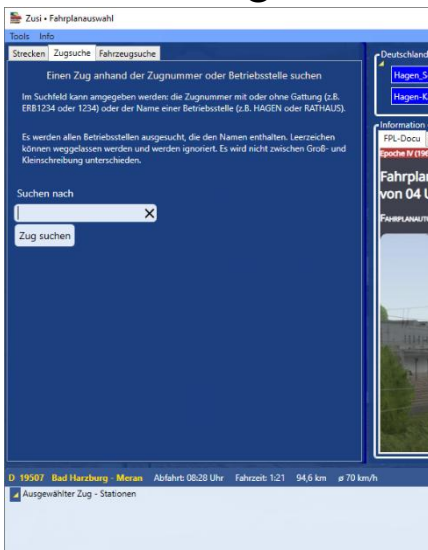 Zusi • Fahrplanauswahl
Tools Info
Strecken Zugsuche Fahrzeugsuche
Einen Zug anhand der Zugnummer oder Betriebsstelle suchen
Im Suchfeld kann amgegeben werden: die Zugnummer mit oder ohne Gattung (z.B.
ERB1234 oder 1234) oder der Name einer Betriebsstelle (z.B. HAGEN oder RATHAUS).
Es werden allen Betriebsstellen ausgesucht, die den Namen enthalten. Leerzeichen
können weggelassen werden und werden ignoriert. Es wird nicht zwischen Groß- und
Kleinschreibung unterschieden.
Suchen nach
Zug suchen
Deutschland
Hagen_S
Hagen-K
Information
FPL-Docu
Epoche IV (196
Fahrpla
von 04
D 19507 Bad Harzburg - Meran Abfahrt: 08:28 Uhr Fahrzeit: 1:21 94,6 km ø 70 km/h
Ausgewählter Zug - Stationen